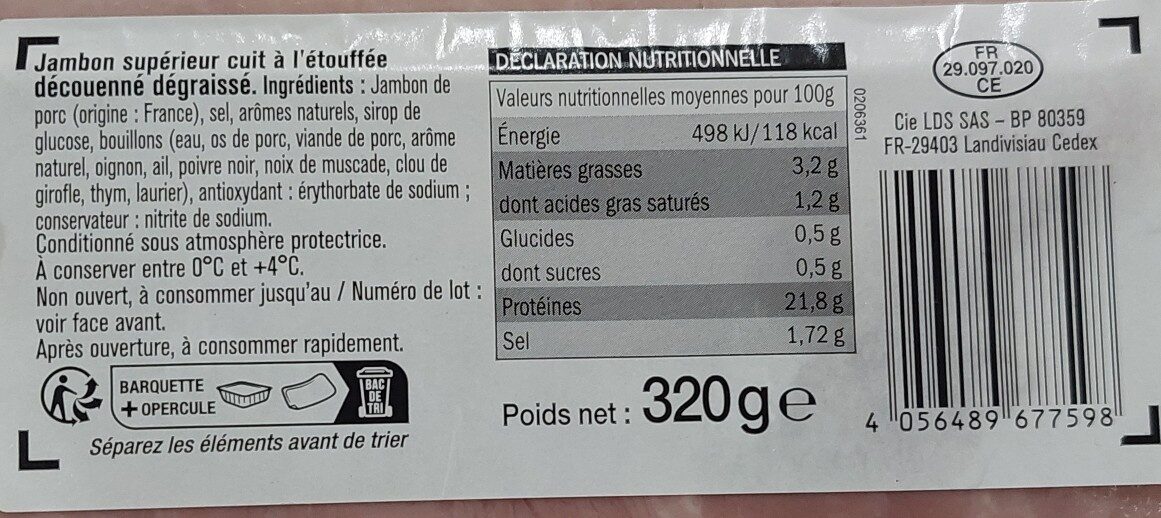 Jambon supérieur cuit à l'étouffée
découenné dégraissé. Ingrédients : Jambon de
porc (origine : France), sel, arômes naturels, sirop de
glucose, bouillons (eau, os de porc, viande de porc, arôme
naturel, oignon, ail, poivre noir, noix de muscade, clou de
girofle, thym, laurier), antioxydant : érythorbate de sodium ;
conservateur : nitrite de sodium.
Conditionné sous atmosphère protectrice.
À conserver entre 0°C et +4°C.
Non ouvert, à consommer jusqu'au / Numéro de lot :
voir face avant.
Après ouverture, à consommer rapidement.
BARQUETTE
+ OPERCULE
BAC
DE
TRI
Séparez les éléments avant de trier
DÉCLARATION NUTRITIONNELLE
Valeurs nutritionnelles moyennes pour 100g
Énergie 498 kJ/118 kcal
Matières grasses 3,2 g
dont acides gras saturés 1,2 g
Glucides 0,5 g
dont sucres 0,5 g
Protéines 21,8 g
Sel 1,72 g
0206361
Poids net : 320g e
FR
29.097.020
CE
Cie LDS SAS – BP 80359
FR-29403 Landivisiau Cedex
4 056489 677598